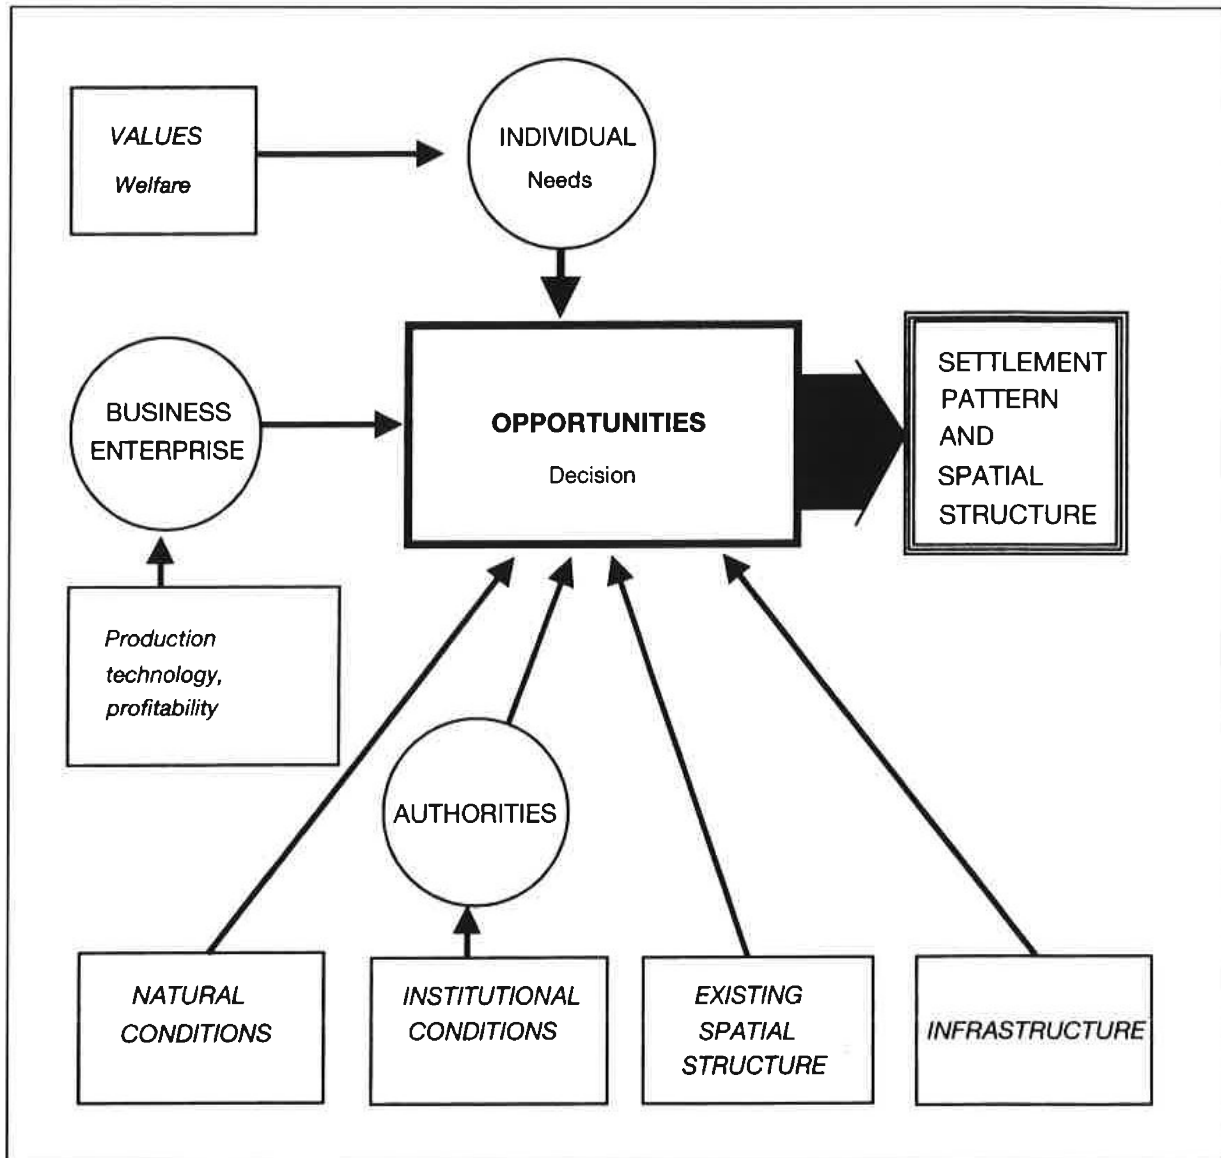 VALUES
Welfare
INDIVIDUAL
Needs
BUSINESS
ENTERPRISE
OPPORTUNITIES
Decision
SETTLEMENT
PATTERN
AND
SPATIAL
STRUCTURE
Production
technology,
profitability
AUTHORITIES
NATURAL
CONDITIONS
INSTITUTIONAL
CONDITIONS
EXISTING
SPATIAL
STRUCTURE
INFRASTRUCTURE